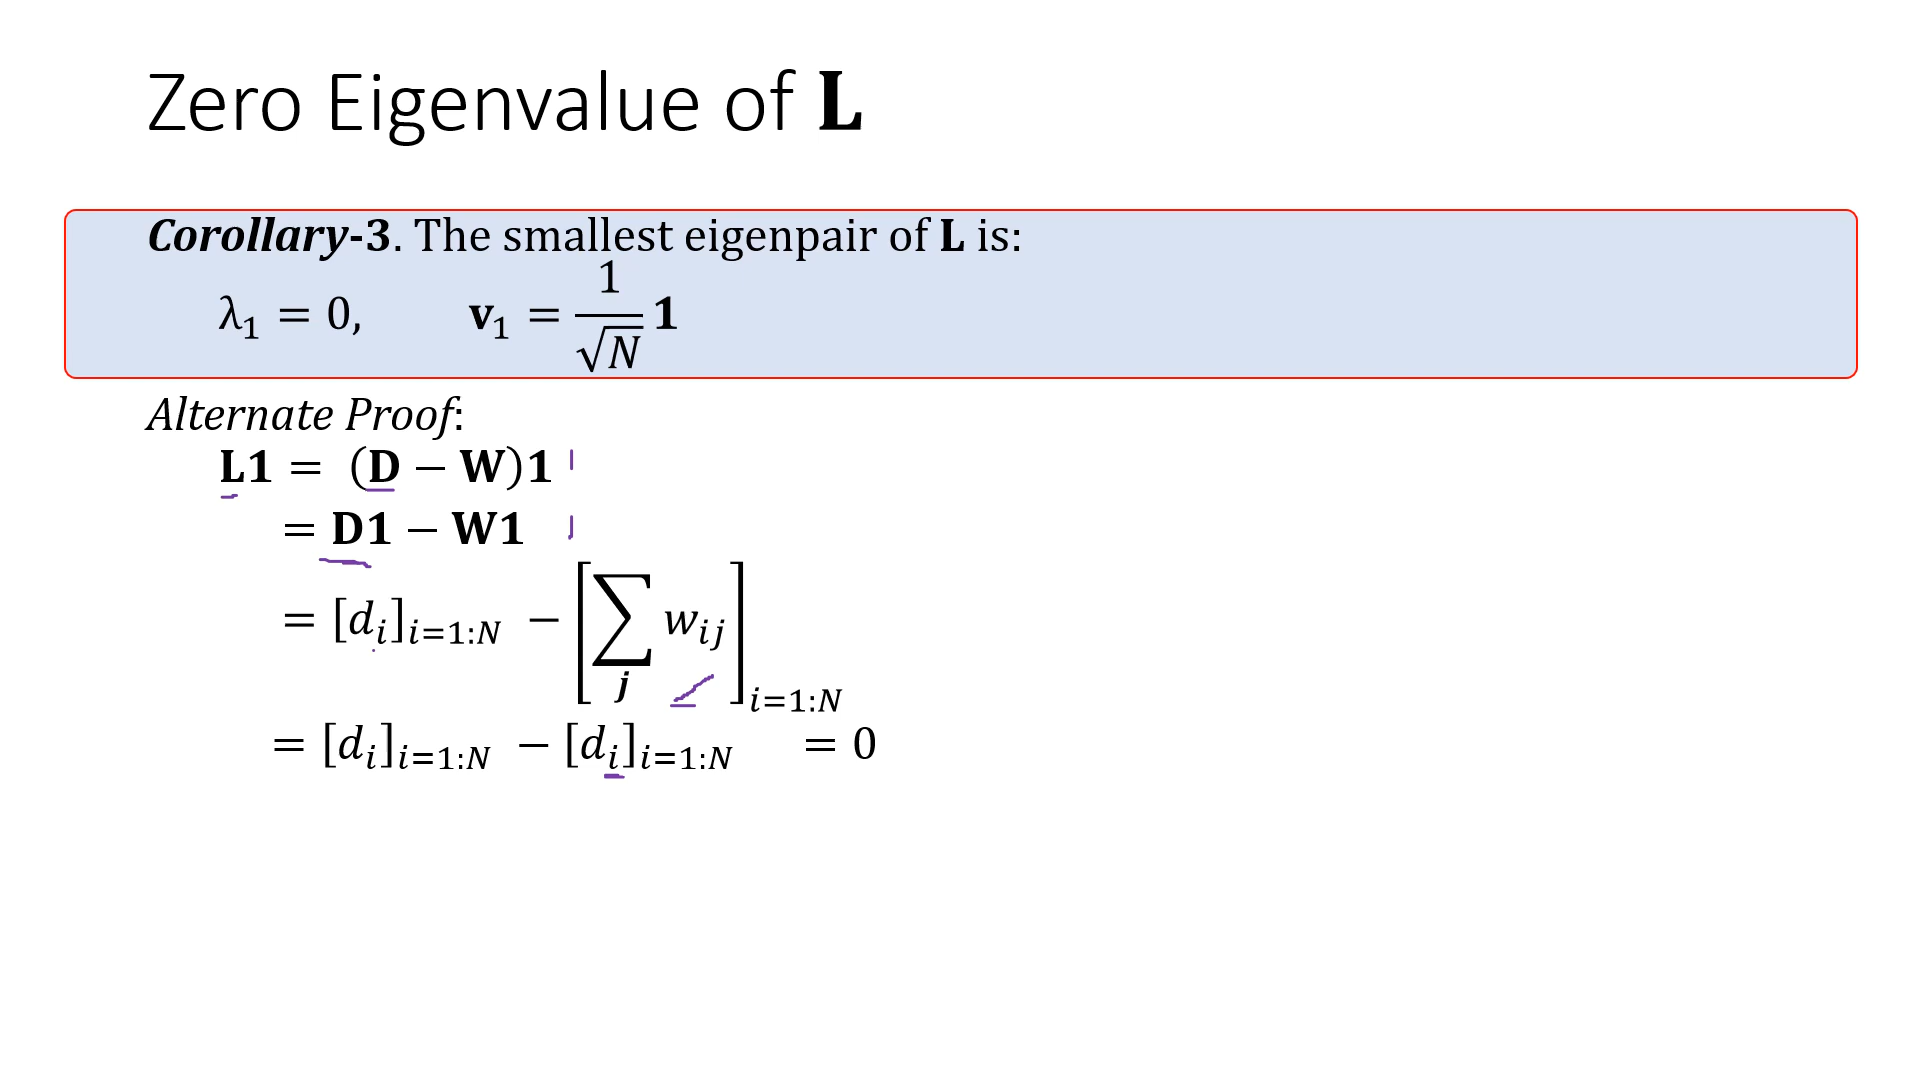 Zero Eigenvalue of L
Corollary-3. The smallest eigenpair of L is:
λ₁ = 0, v₁ = 1/√N 1
Alternate Proof:
L1 = (D − W)1
= D1 − W1
= [dᵢ]ᵢ₌₁:N − [∑ⱼ wᵢⱼ]ᵢ₌₁:N
= [dᵢ]ᵢ₌₁:N − [dᵢ]ᵢ₌₁:N = 0